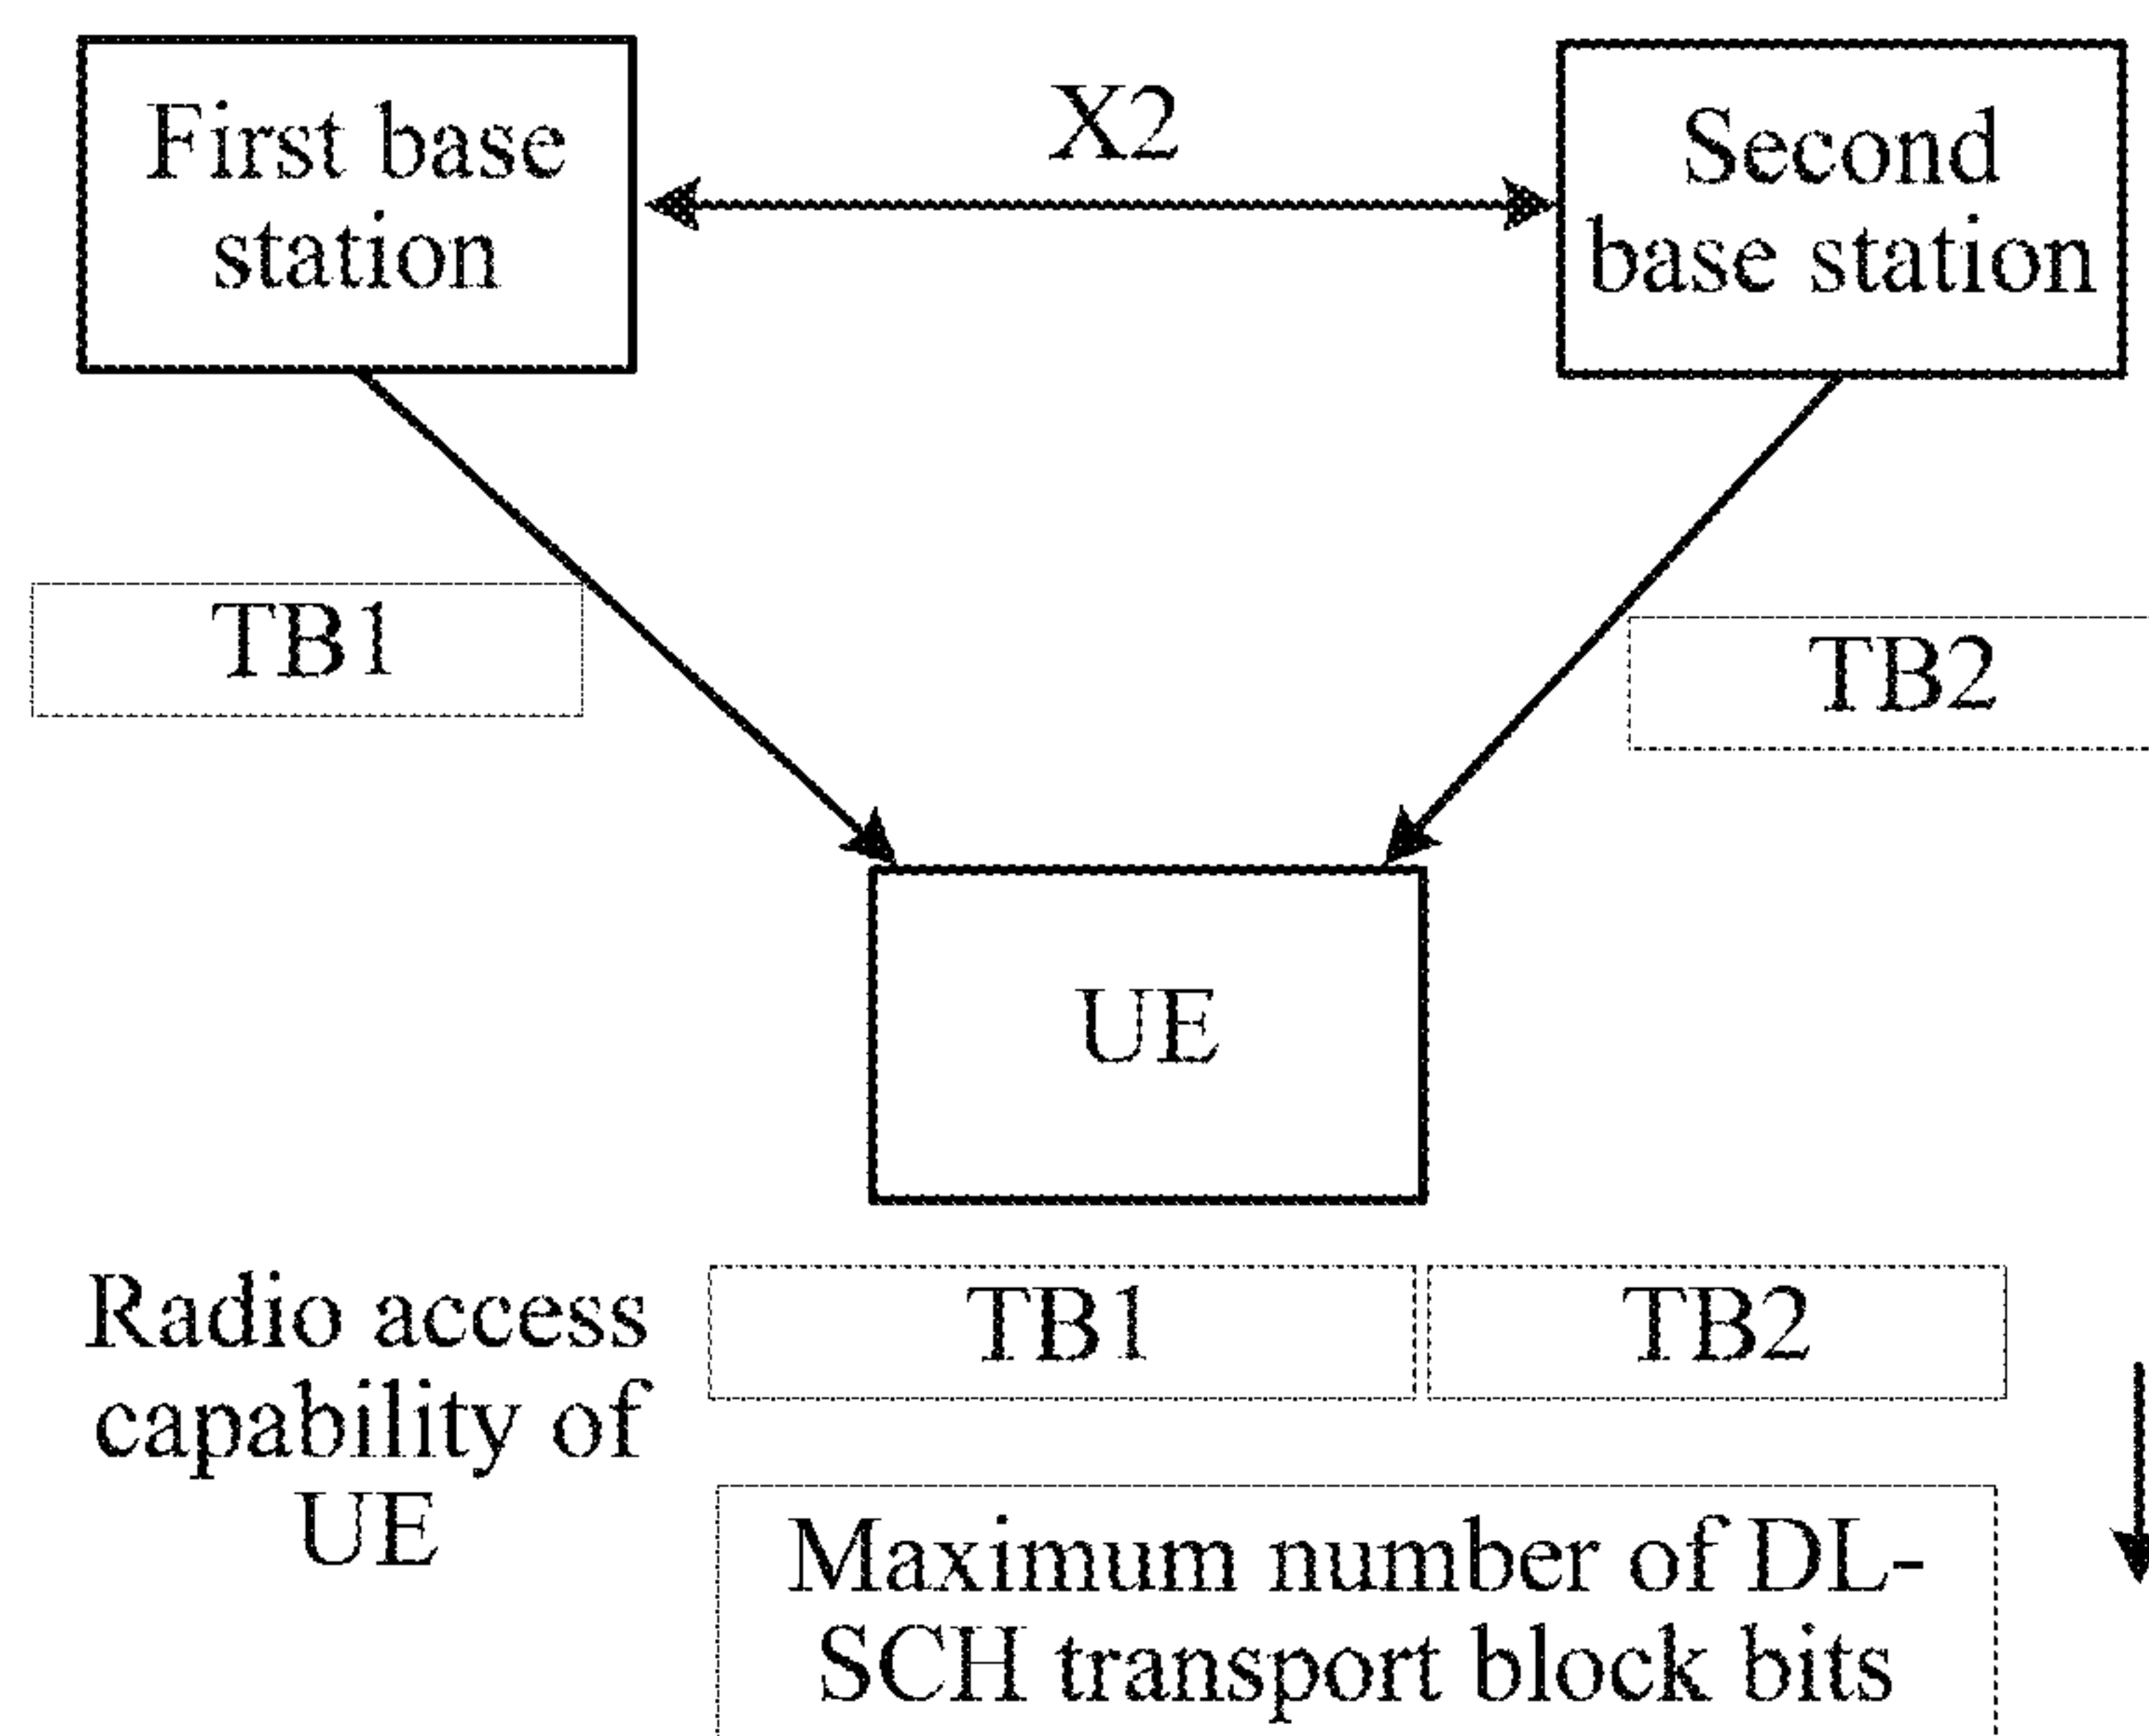 First base
station
X2
Second
base station
TB1
TB2
UE
Radio access
capability of
UE
TB1
TB2
Maximum number of DL-
SCH transport block bits